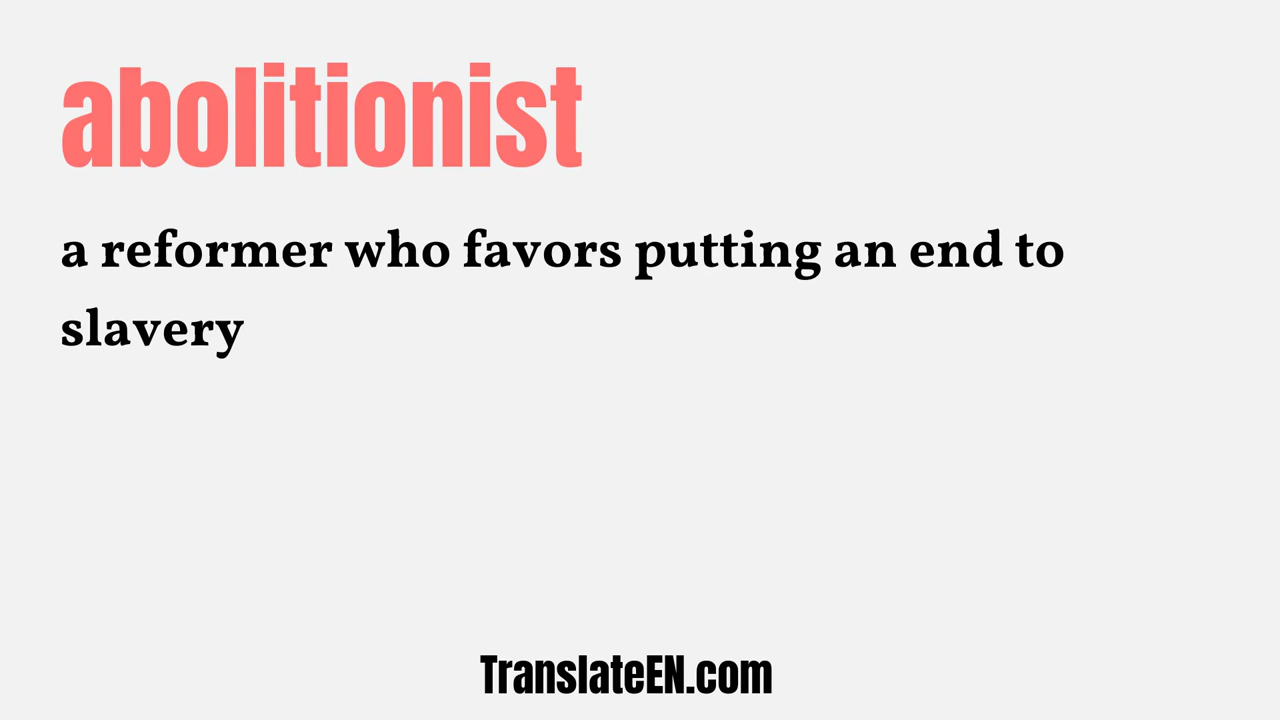 abolitionist
a reformer who favors putting an end to
slavery
TranslateEN.com